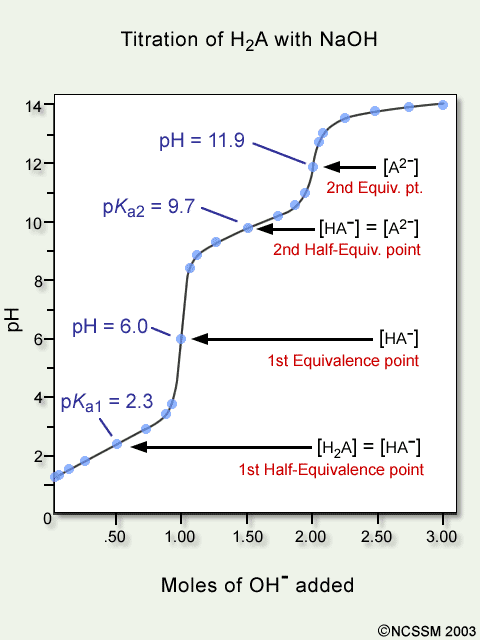 Titration of H₂A with NaOH
14
pH = 11.9
[A²⁻]
12
2nd Equiv. pt.
pKa2 = 9.7
[HA⁻] = [A²⁻]
10
2nd Half-Equiv. point
8
pH
pH = 6.0
[HA⁻]
6
1st Equivalence point
pKa1 = 2.3
4
[H₂A] = [HA⁻]
2
1st Half-Equivalence point
0
.50 1.00 1.50 2.00 2.50 3.00
Moles of OH⁻ added
©NCSSM 2003